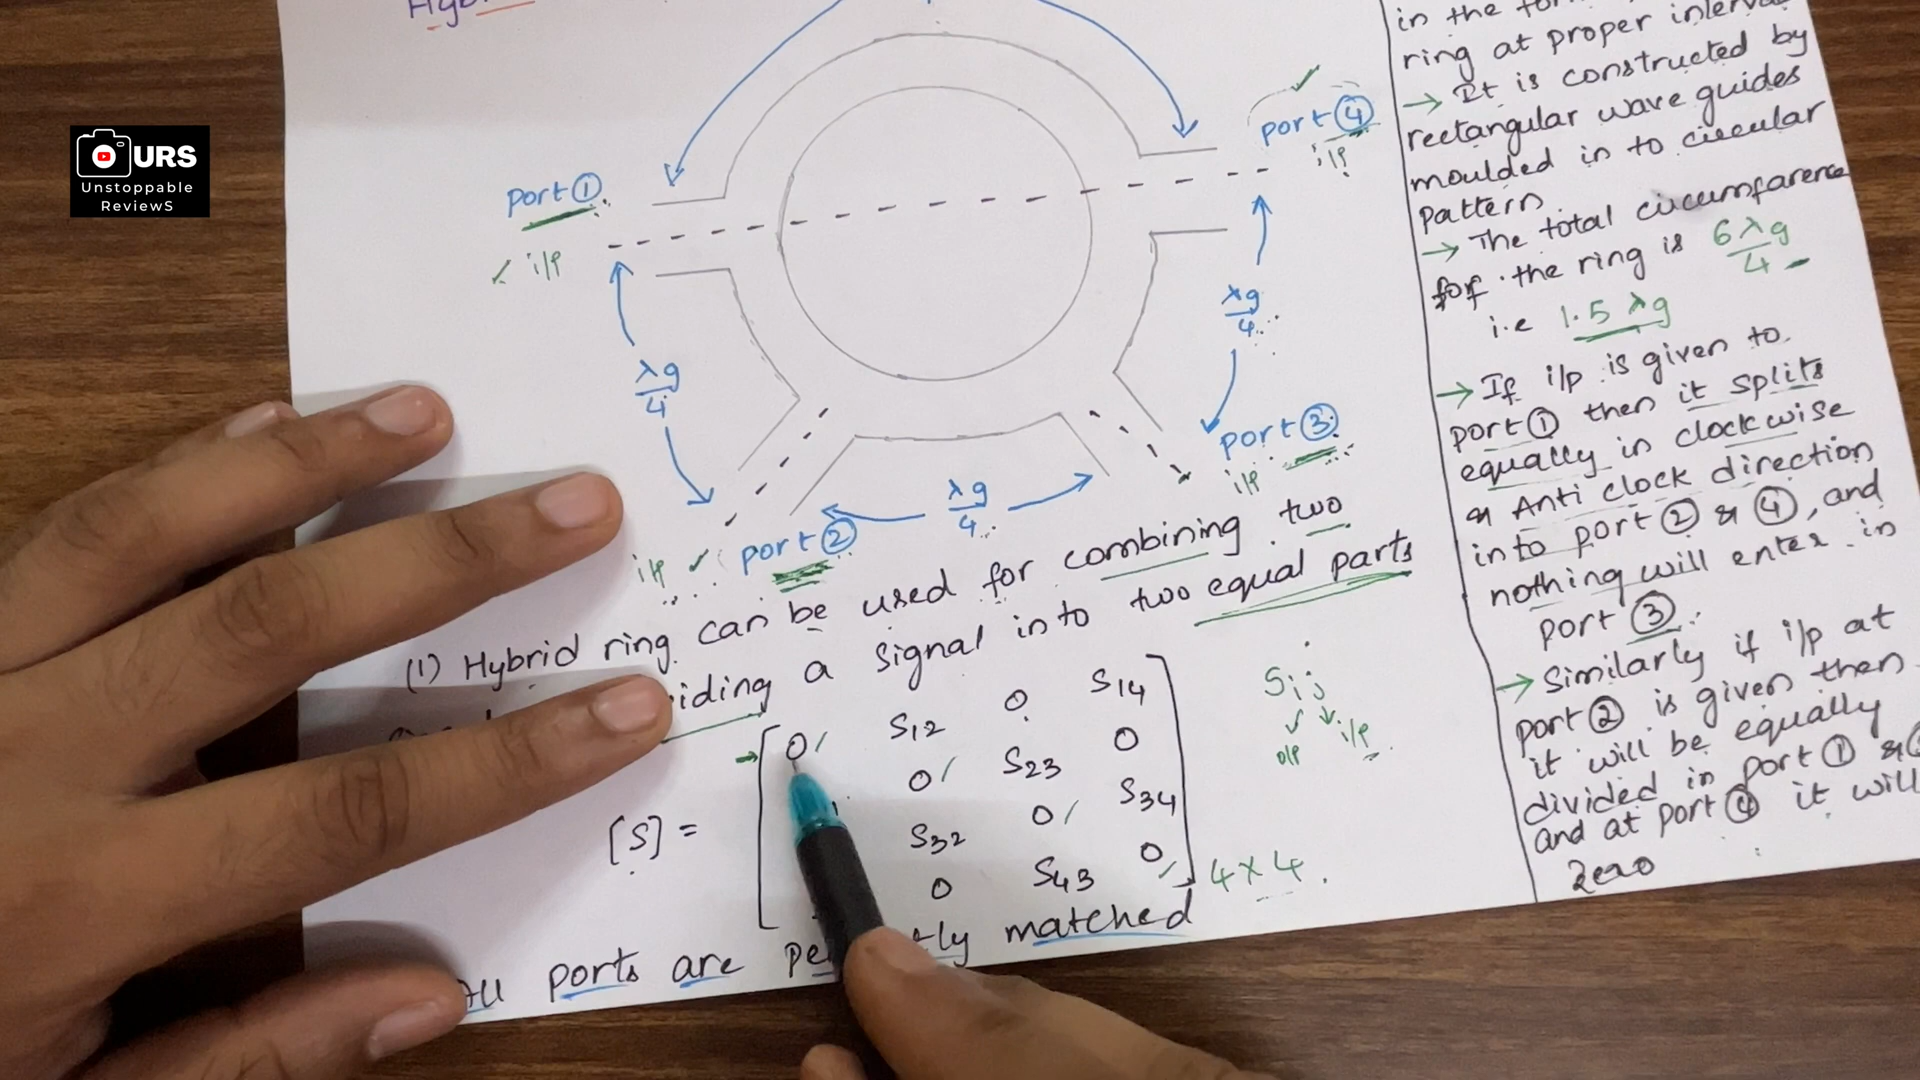 URS
Unstoppable
ReviewS
port ①
i/p
port ④
i/p
λg/4
λg/4
port ③
i/p
λg/4
port ②
i/p
(1) Hybrid ring can be used for combining two
iding a signal into two equal parts
[S] =
0 S12 0 S14
0 S23 0
S32 0 S34
0 S43 0
4×4
Sij
o/p i/p
All ports are matched
in the
ring at proper
→ It is constructed by
rectangular wave guides
moulded in to circular
pattern
→ The total circumfarence
for the ring is 6λg/4
i.e 1.5 λg
→ If i/p is given to
port ① then it splits
equally in clockwise
Anti clock direction
into port ② & ④, and
nothing will enter in
port ③.
→ Similarly if i/p at
port ② is given then
it will be equally
divided in port ① &
and at port ④ it will
zero